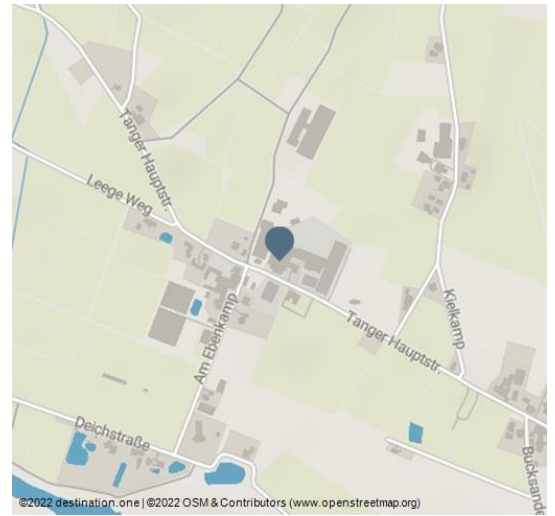 Tanger Hauptstr.
Leege Weg
Am Ebenkamp
Kielkamp
Tanger Hauptstr.
Deichstraße
Bucksande
©2022 destination.one | ©2022 OSM & Contributors (www.openstreetmap.org)